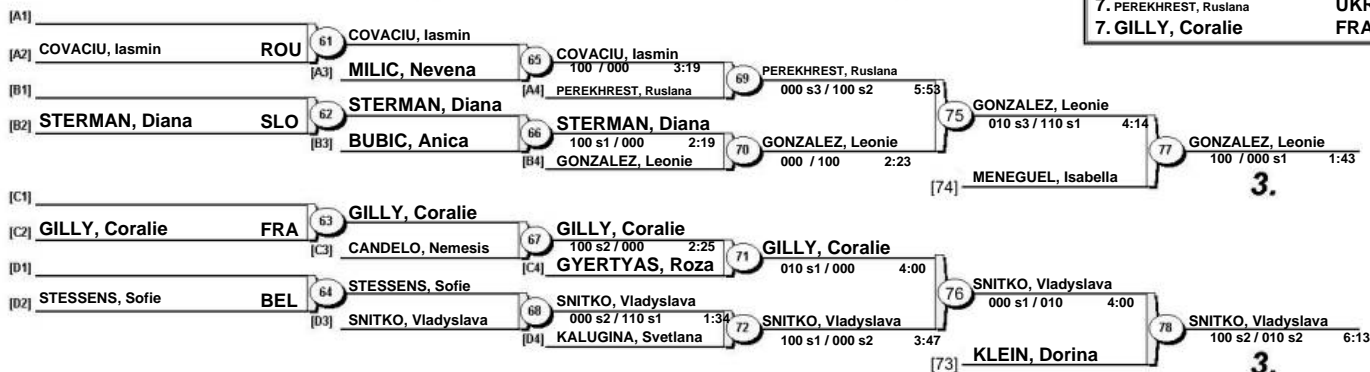 7. PEREKHREST, Ruslana UKR
7. GILLY, Coralie FRA
[A1]
[A2] COVACIU, Iasmin ROU
61
COVACIU, Iasmin
[A3] MILIC, Nevena
65
COVACIU, Iasmin
100 / 000 3:19
[A4] PEREKHREST, Ruslana
69
PEREKHREST, Ruslana
000 s3 / 100 s2 5:53
[B1]
[B2] STERMAN, Diana SLO
62
STERMAN, Diana
[B3] BUBIC, Anica
66
STERMAN, Diana
100 s1 / 000 2:19
[B4] GONZALEZ, Leonie
70
GONZALEZ, Leonie
000 / 100 2:23
75
GONZALEZ, Leonie
010 s3 / 110 s1 4:14
[74] MENEGUEL, Isabella
77
GONZALEZ, Leonie
100 / 000 s1 1:43
3.
[C1]
[C2] GILLY, Coralie FRA
63
GILLY, Coralie
[C3] CANDELO, Nemesis
67
GILLY, Coralie
100 s2 / 000 2:25
[C4] GYERTYAS, Roza
71
GILLY, Coralie
010 s1 / 000 4:00
[D1]
[D2] STESSENS, Sofie BEL
64
STESSENS, Sofie
[D3] SNITKO, Vladyslava
68
SNITKO, Vladyslava
000 s2 / 110 s1 1:34
[D4] KALUGINA, Svetlana
72
SNITKO, Vladyslava
100 s1 / 000 s2 3:47
76
SNITKO, Vladyslava
000 s1 / 010 4:00
[73] KLEIN, Dorina
78
SNITKO, Vladyslava
100 s2 / 010 s2 6:13
3.